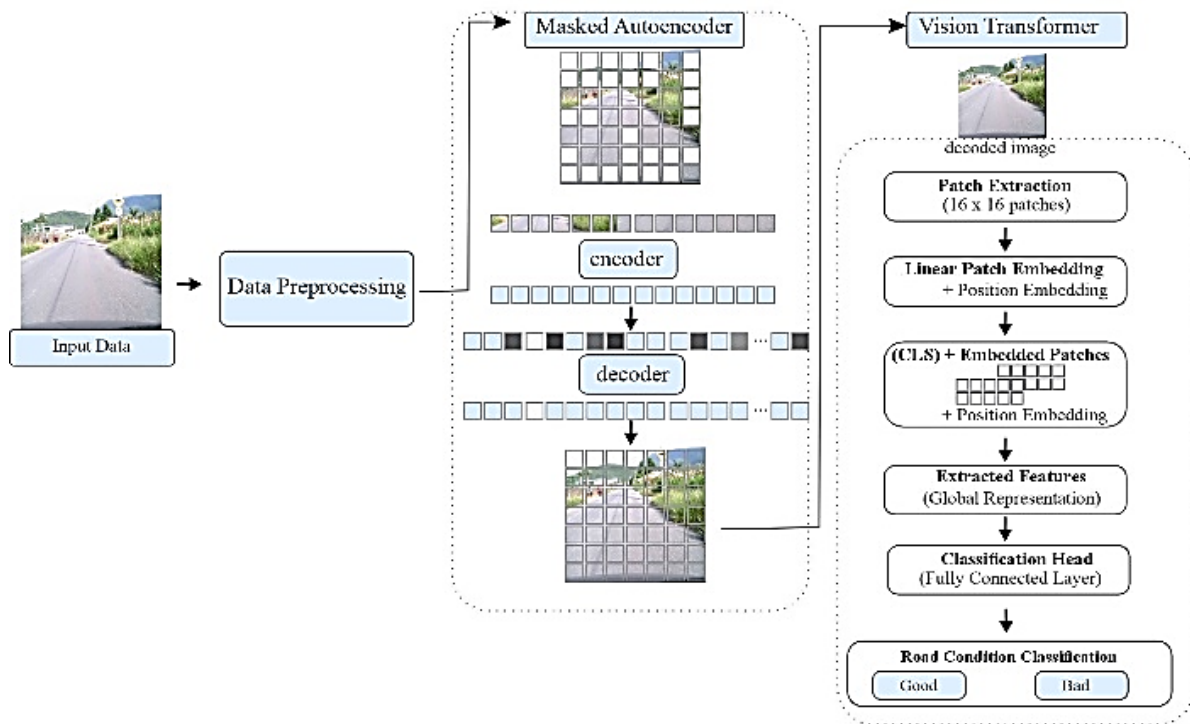 Masked Autoencoder
Vision Transformer
decoded image
Patch Extraction
(16 x 16 patches)
encoder
Linear Patch Embedding
+ Position Embedding
Data Preprocessing
Input Data
(CLS) + Embedded Patches
+ Position Embedding
decoder
...
...
Extracted Features
(Global Representation)
Classification Head
(Fully Connected Layer)
Road Condition Classification
Good
Bad